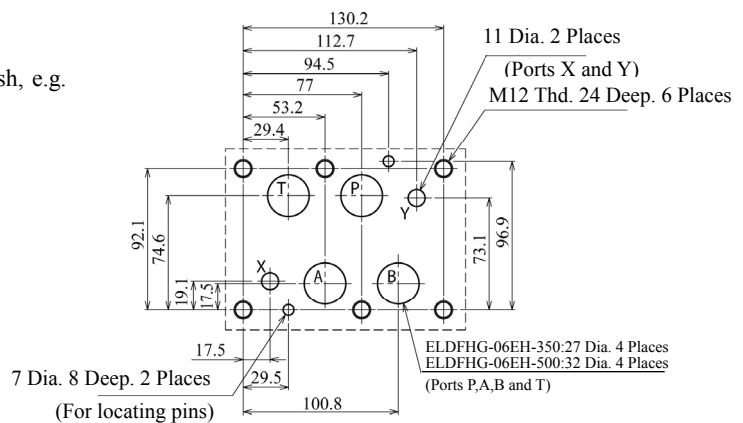 130.2
112.7
94.5
77
53.2
29.4
11 Dia. 2 Places
(Ports X and Y)
M12 Thd. 24 Deep. 6 Places
sh, e.g.
T
P
Y
X
A
B
92.1
74.6
19.1
17.5
73.1
96.9
17.5
29.5
100.8
7 Dia. 8 Deep. 2 Places
(For locating pins)
ELDFHG-06EH-350:27 Dia. 4 Places
ELDFHG-06EH-500:32 Dia. 4 Places
(Ports P,A,B and T)